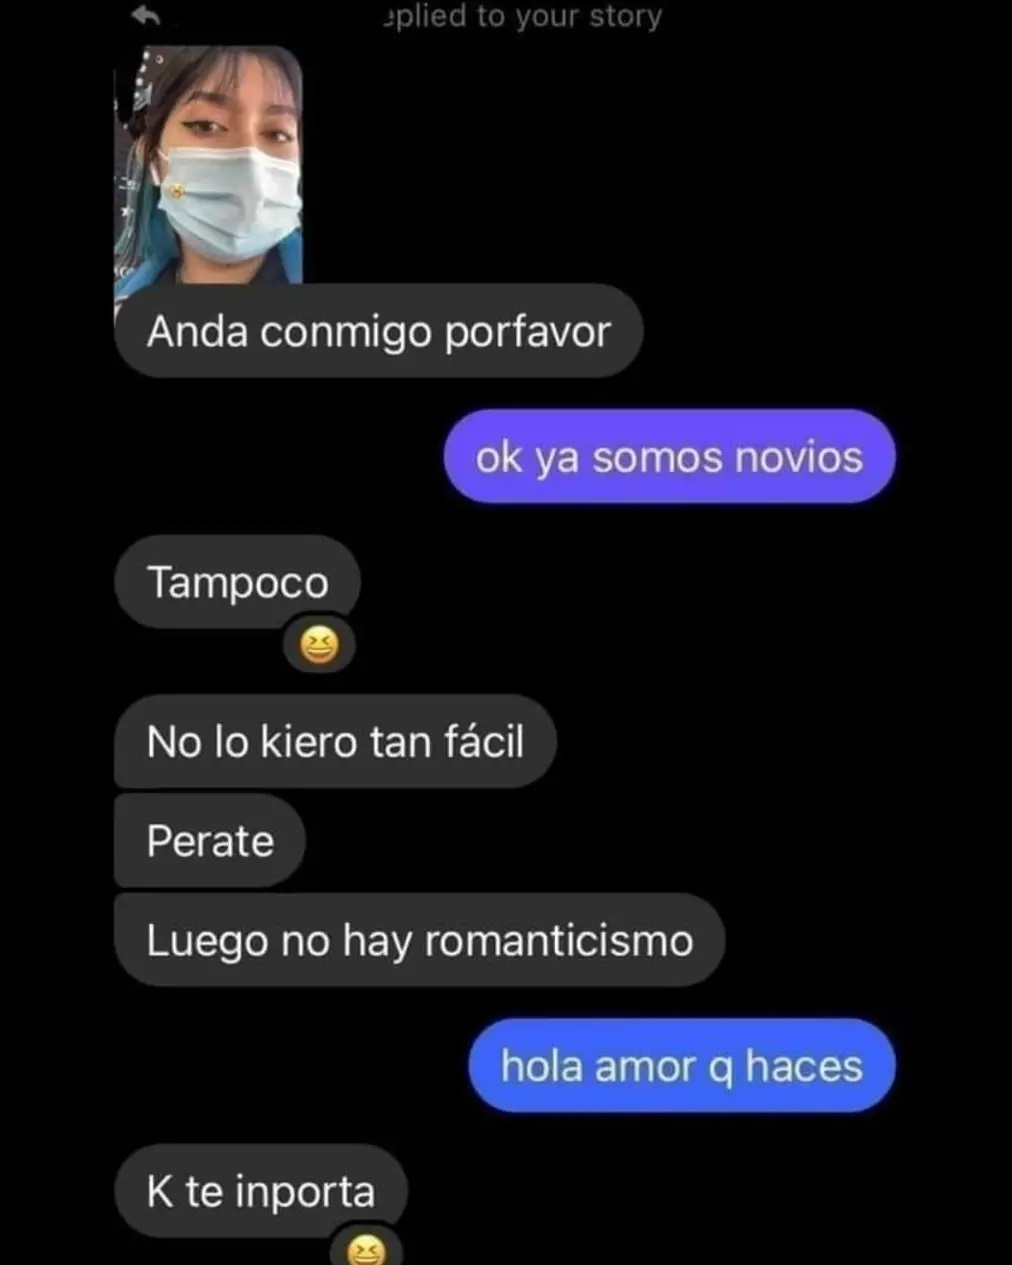 replied to your story
Anda conmigo porfavor
ok ya somos novios
Tampoco
No lo kiero tan fácil
Perate
Luego no hay romanticismo
hola amor q haces
K te inporta